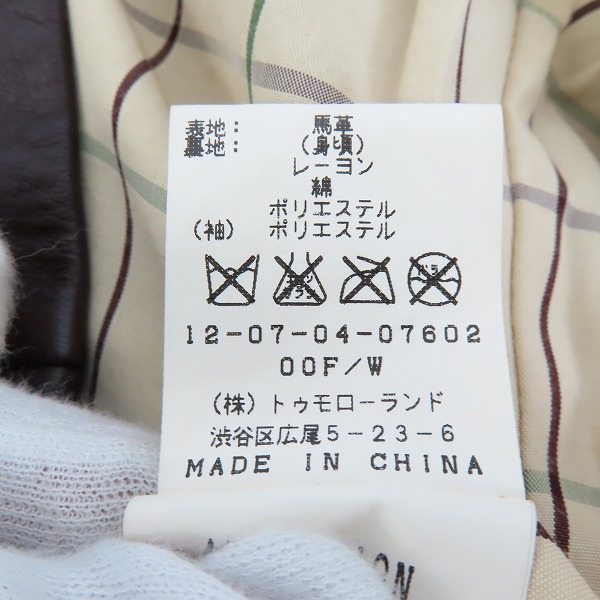 表地： 馬革
裏地： （身頃）
レーヨン
綿
ポリエステル
（袖） ポリエステル
12-07-04-07602
00F/W
（株）トゥモローランド
渋谷区広尾5-23-6
MADE IN CHINA